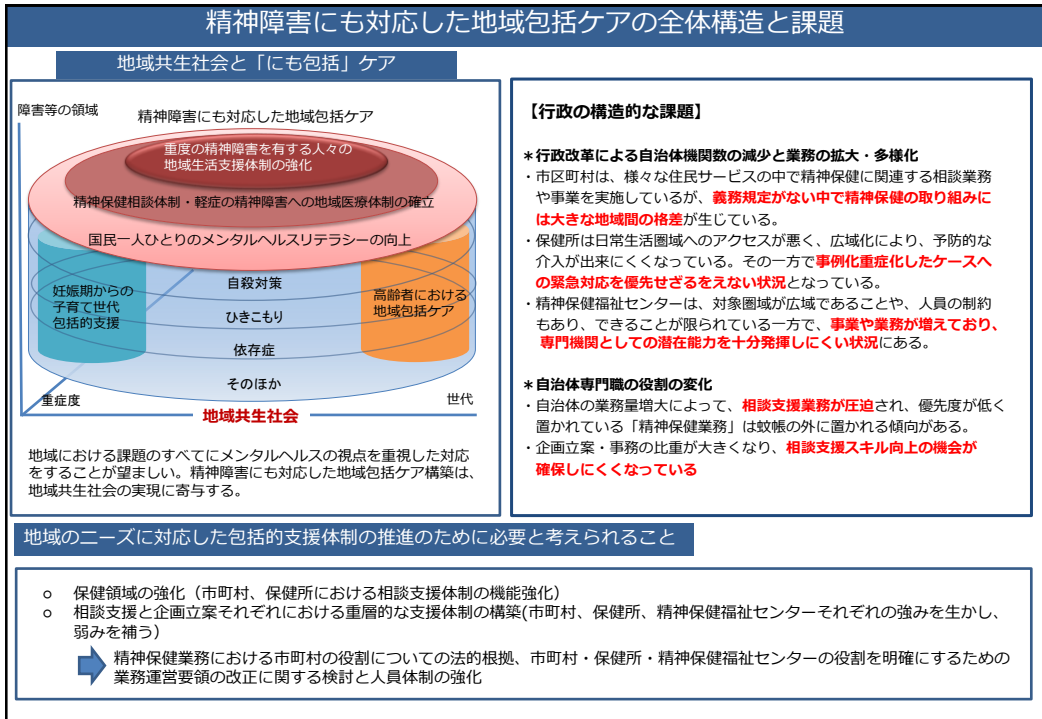 精神障害にも対応した地域包括ケアの全体構造と課題
地域共生社会と「にも包括」ケア
障害等の領域
精神障害にも対応した地域包括ケア
重度の精神障害を有する人々の
地域生活支援体制の強化
精神保健相談体制・軽症の精神障害への地域医療体制の確立
国民一人ひとりのメンタルヘルスリテラシーの向上
妊娠期からの
子育て世代
包括的支援
自殺対策
ひきこもり
依存症
そのほか
高齢者における
地域包括ケア
重症度
世代
地域共生社会
地域における課題のすべてにメンタルヘルスの視点を重視した対応
をすることが望ましい。精神障害にも対応した地域包括ケア構築は、
地域共生社会の実現に寄与する。
【行政の構造的な課題】
＊行政改革による自治体機関数の減少と業務の拡大・多様化
・市区町村は、様々な住民サービスの中で精神保健に関連する相談業務
や事業を実施しているが、義務規定がない中で精神保健の取り組みに
は大きな地域間の格差が生じている。
・保健所は日常生活圏域へのアクセスが悪く、広域化により、予防的な
介入が出来にくくなっている。その一方で事例化重症化したケースへ
の緊急対応を優先せざるをえない状況となっている。
・精神保健福祉センターは、対象圏域が広域であることや、人員の制約
もあり、できることが限られている一方で、事業や業務が増えており、
専門機関としての潜在能力を十分発揮しにくい状況にある。
＊自治体専門職の役割の変化
・自治体の業務量増大によって、相談支援業務が圧迫され、優先度が低く
置かれている「精神保健業務」は蚊帳の外に置かれる傾向がある。
・企画立案・事務の比重が大きくなり、相談支援スキル向上の機会が
確保しにくくなっている
地域のニーズに対応した包括的支援体制の推進のために必要と考えられること
○ 保健領域の強化（市町村、保健所における相談支援体制の機能強化）
○ 相談支援と企画立案それぞれにおける重層的な支援体制の構築(市町村、保健所、精神保健福祉センターそれぞれの強みを生かし、
弱みを補う）
精神保健業務における市町村の役割についての法的根拠、市町村・保健所・精神保健福祉センターの役割を明確にするための
業務運営要領の改正に関する検討と人員体制の強化